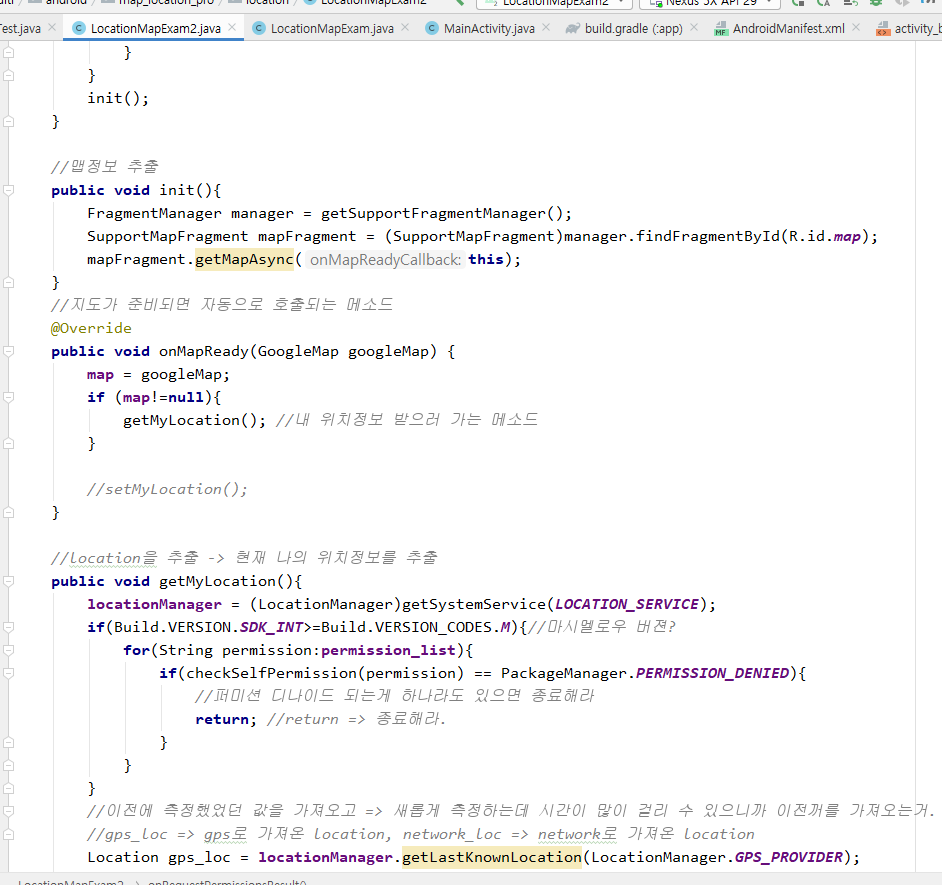 android map_location_pro location LocationMapExam2 LocationMapExam2 Nexus 5X API 29
Test.java LocationMapExam2.java LocationMapExam.java MainActivity.java build.gradle (:app) AndroidManifest.xml activity_b
}
}
init();
}
//맵정보 추출
public void init(){
FragmentManager manager = getSupportFragmentManager();
SupportMapFragment mapFragment = (SupportMapFragment)manager.findFragmentById(R.id.map);
mapFragment.getMapAsync( onMapReadyCallback: this);
}
//지도가 준비되면 자동으로 호출되는 메소드
@Override
public void onMapReady(GoogleMap googleMap) {
map = googleMap;
if (map!=null){
getMyLocation(); //내 위치정보 받으러 가는 메소드
}
//setMyLocation();
}
//location을 추출 -> 현재 나의 위치정보를 추출
public void getMyLocation(){
locationManager = (LocationManager)getSystemService(LOCATION_SERVICE);
if(Build.VERSION.SDK_INT>=Build.VERSION_CODES.M){//마시멜로우 버젼?
for(String permission:permission_list){
if(checkSelfPermission(permission) == PackageManager.PERMISSION_DENIED){
//퍼미션 디나이드 되는게 하나라도 있으면 종료해라
return; //return => 종료해라.
}
}
}
//이전에 측정했었던 값을 가져오고 => 새롭게 측정하는데 시간이 많이 걸릴 수 있으니까 이전꺼를 가져오는거.
//gps_loc => gps로 가져온 location, network_loc => network로 가져온 location
Location gps_loc = locationManager.getLastKnownLocation(LocationManager.GPS_PROVIDER);
LocationMapExam2 > onRequestPermissionsResult()